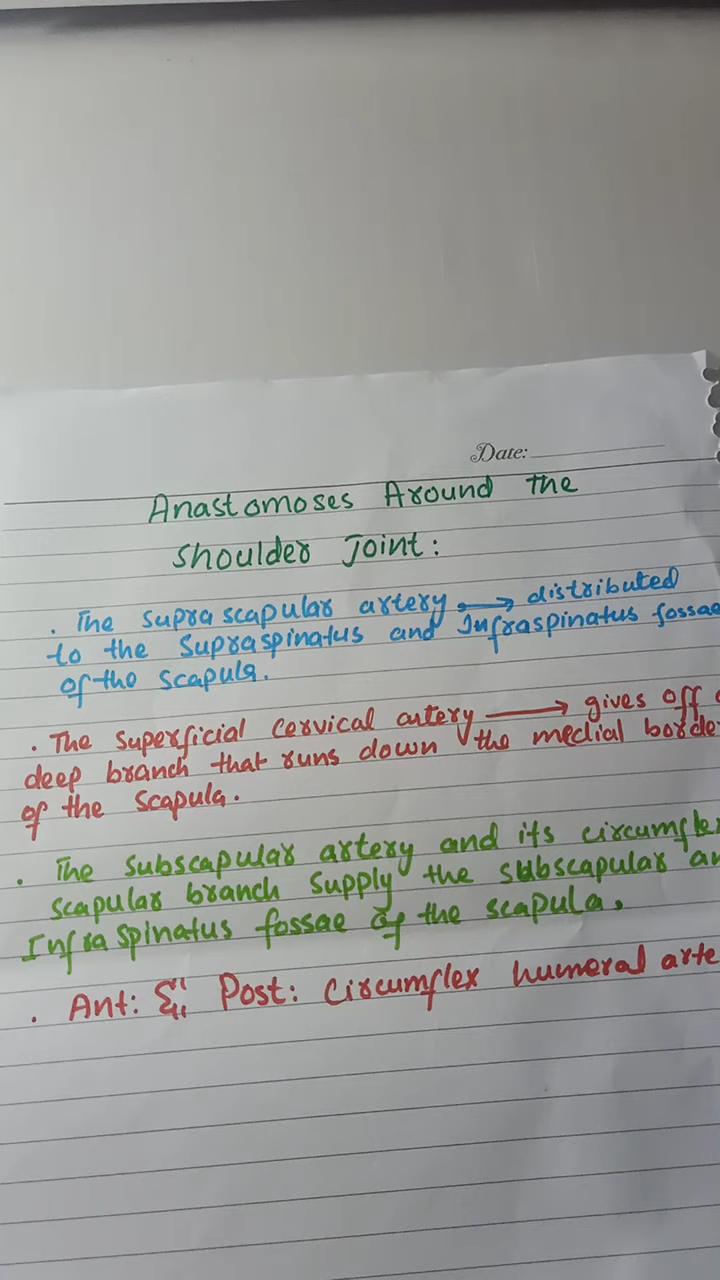 Date:
Anastomoses Around the
Shoulder Joint:
. The suprascapular artery → distributed
to the Supraspinatus and Infraspinatus fossae
of the scapula.
. The superficial cervical artery → gives off
deep branch that runs down the medial border
of the Scapula.
. The subscapular artery and its circumflex
scapular branch supply the subscapular an
Infraspinatus fossae of the scapula.
. Ant: & Post: Circumflex humeral arte